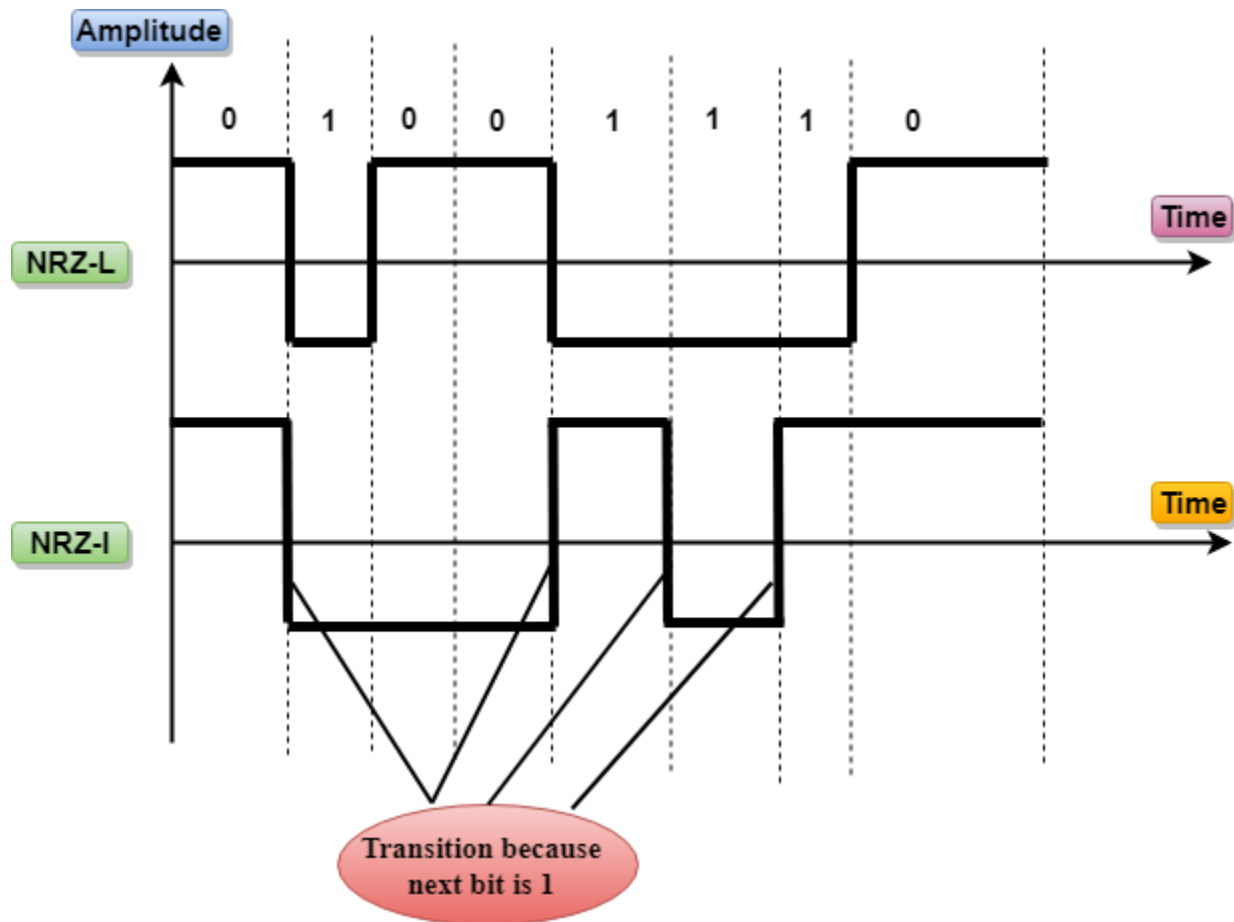 Amplitude
0 1 0 0 1 1 1 0
Time
NRZ-L
Time
NRZ-I
Transition because
next bit is 1